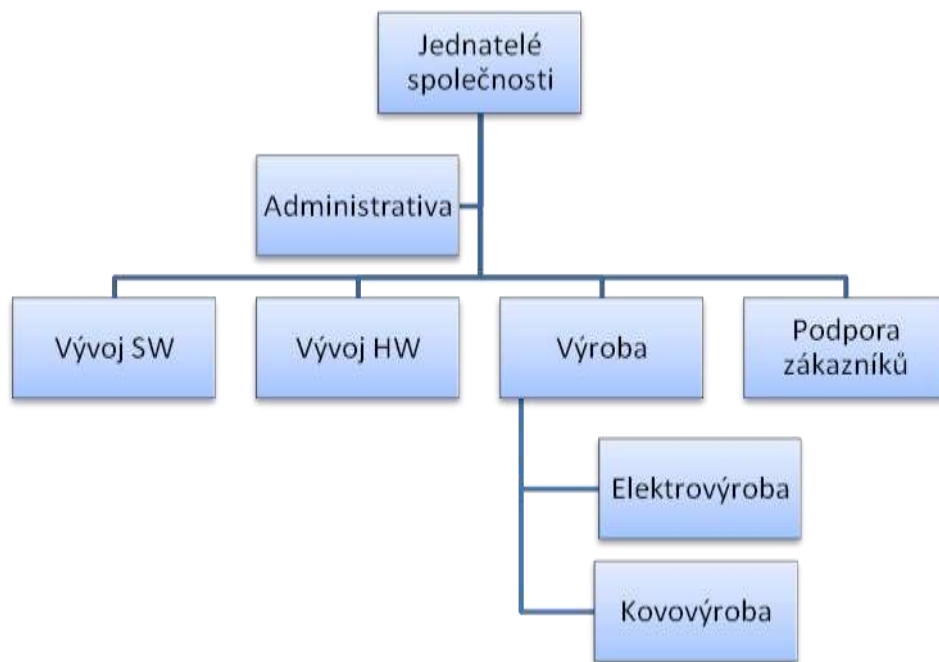 Jednatelé
společnosti
Administrativa
Vývoj SW
Vývoj HW
Výroba
Podpora
zákazníků
Elektrovýroba
Kovovýroba